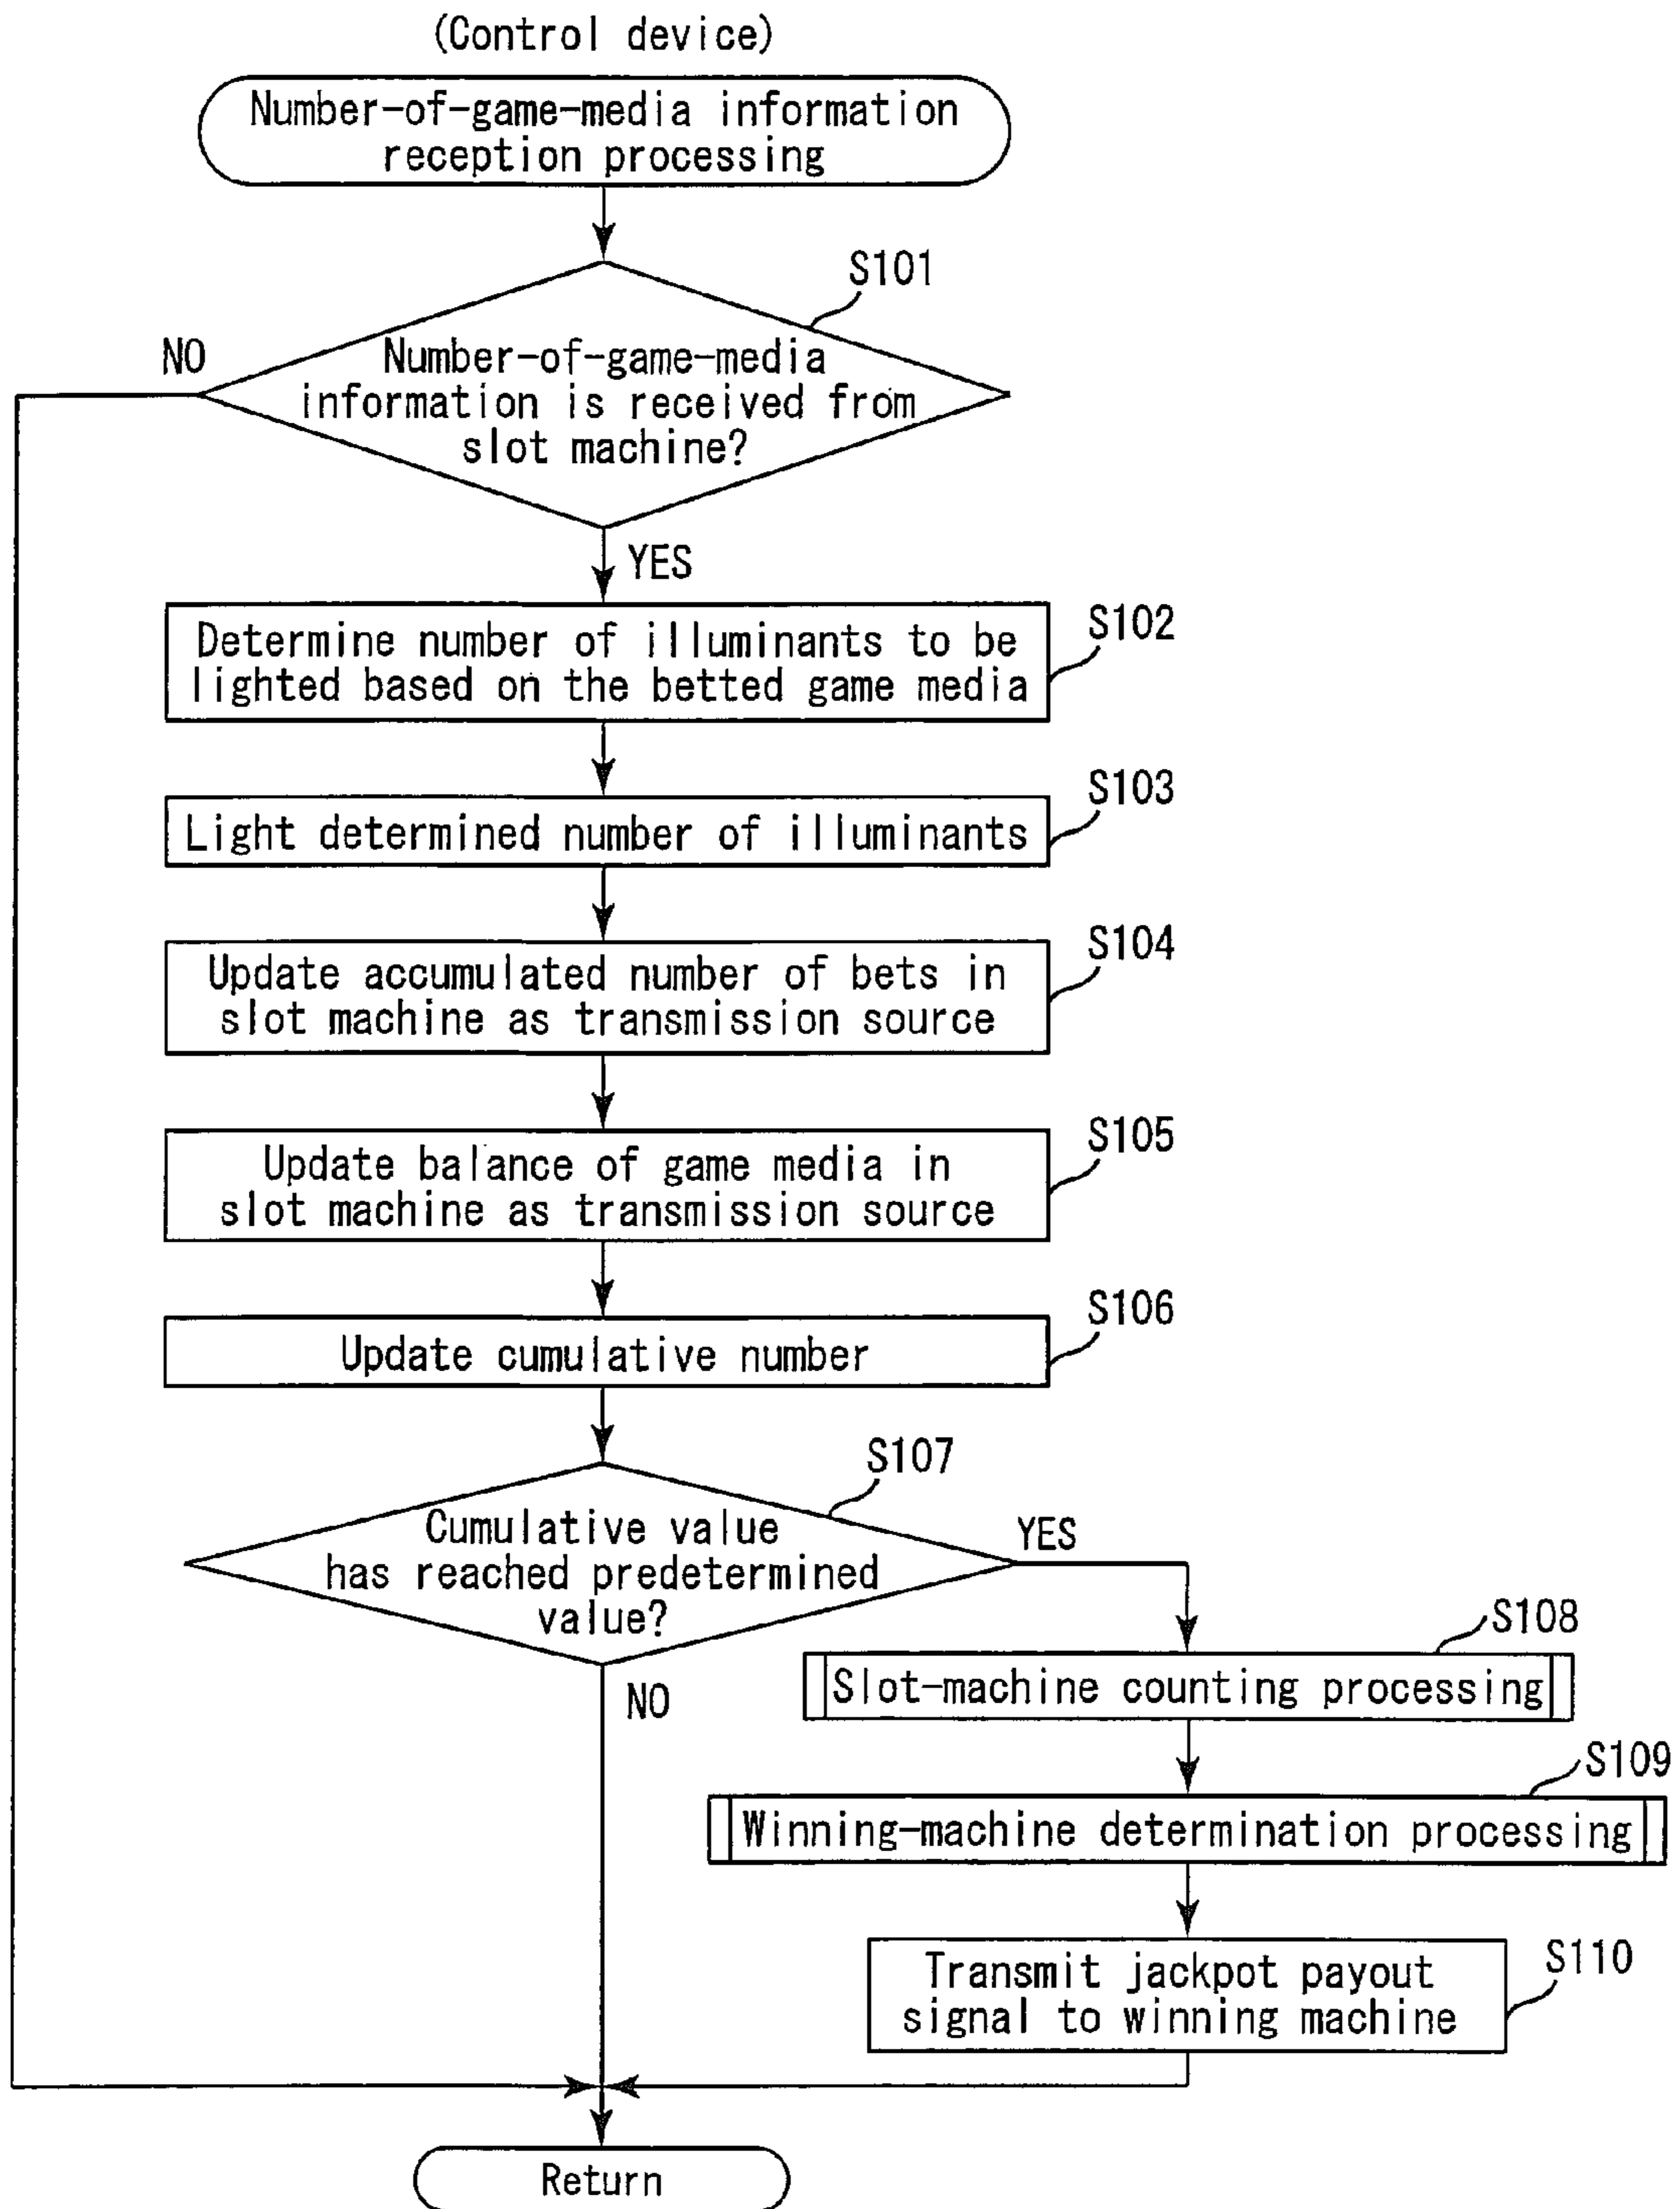 (Control device)
Number-of-game-media information
reception processing
S101
NO
Number-of-game-media
information is received from
slot machine?
YES
S102
Determine number of illuminants to be
lighted based on the betted game media
S103
Light determined number of illuminants
S104
Update accumulated number of bets in
slot machine as transmission source
S105
Update balance of game media in
slot machine as transmission source
S106
Update cumulative number
S107
Cumulative value
has reached predetermined
value?
YES
NO
S108
Slot-machine counting processing
S109
Winning-machine determination processing
S110
Transmit jackpot payout
signal to winning machine
Return